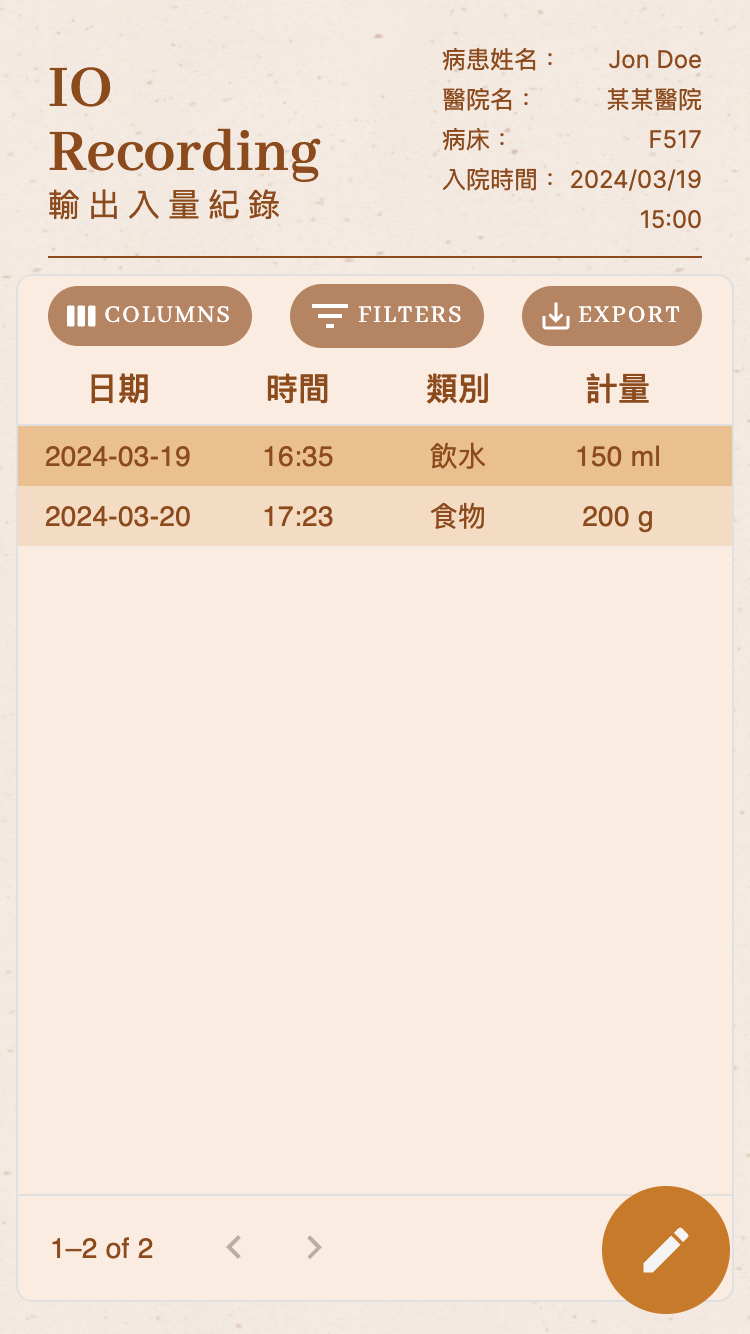 IO
Recording
輸出入量紀錄
病患姓名： Jon Doe
醫院名： 某某醫院
病床： F517
入院時間： 2024/03/19
15:00
COLUMNS FILTERS EXPORT
日期 時間 類別 計量
2024-03-19 16:35 飲水 150 ml
2024-03-20 17:23 食物 200 g
1–2 of 2